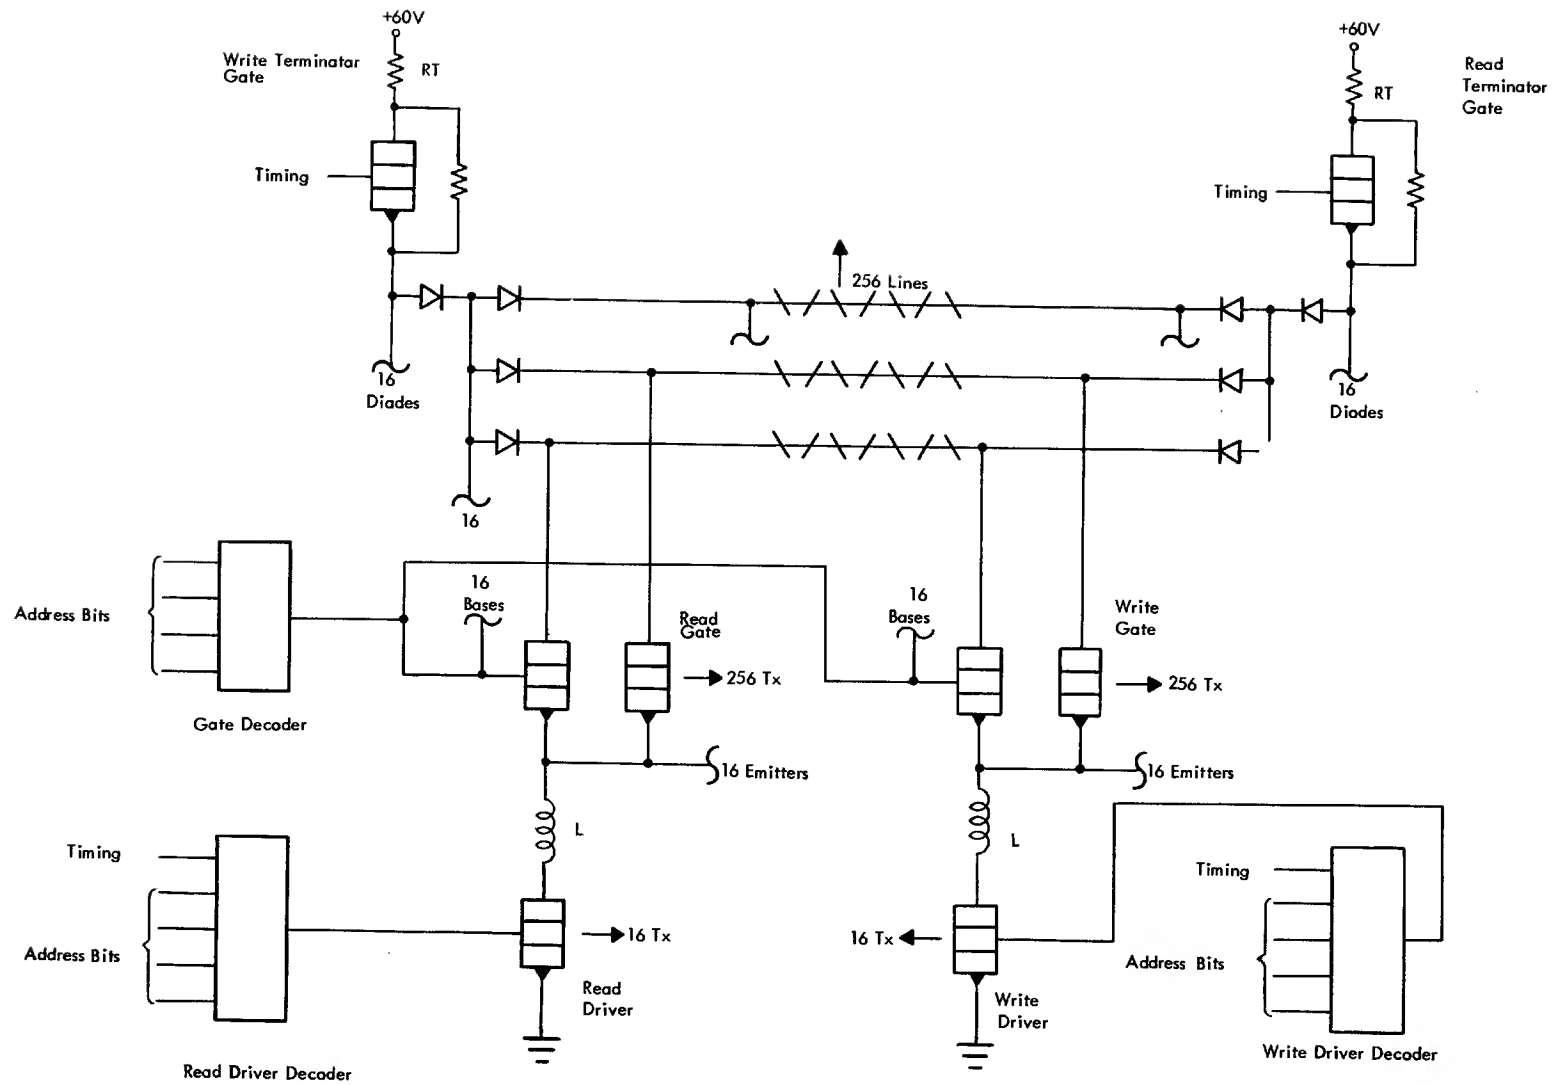 +60V
Write Terminator
Gate
RT
Timing
+60V
RT
Read
Terminator
Gate
Timing
256 Lines
16
Diades
16
Diodes
16
Address Bits
Gate Decoder
16
Bases
Read
Gate
256 Tx
16
Bases
Write
Gate
256 Tx
16 Emitters
16 Emitters
L
L
Timing
Address Bits
Read Driver Decoder
16 Tx
Read
Driver
16 Tx
Write
Driver
Timing
Address Bits
Write Driver Decoder